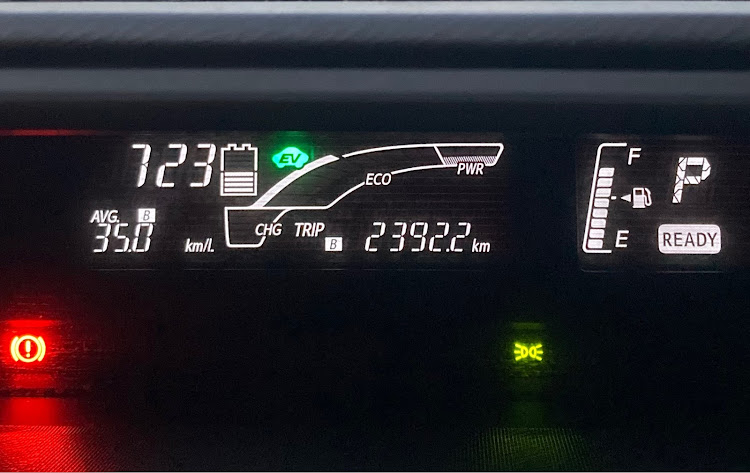 723
EV
ECO
PWR
AVG. B
35.0 km/L
CHG TRIP B 2392.2 km
F
E
P
READY
!